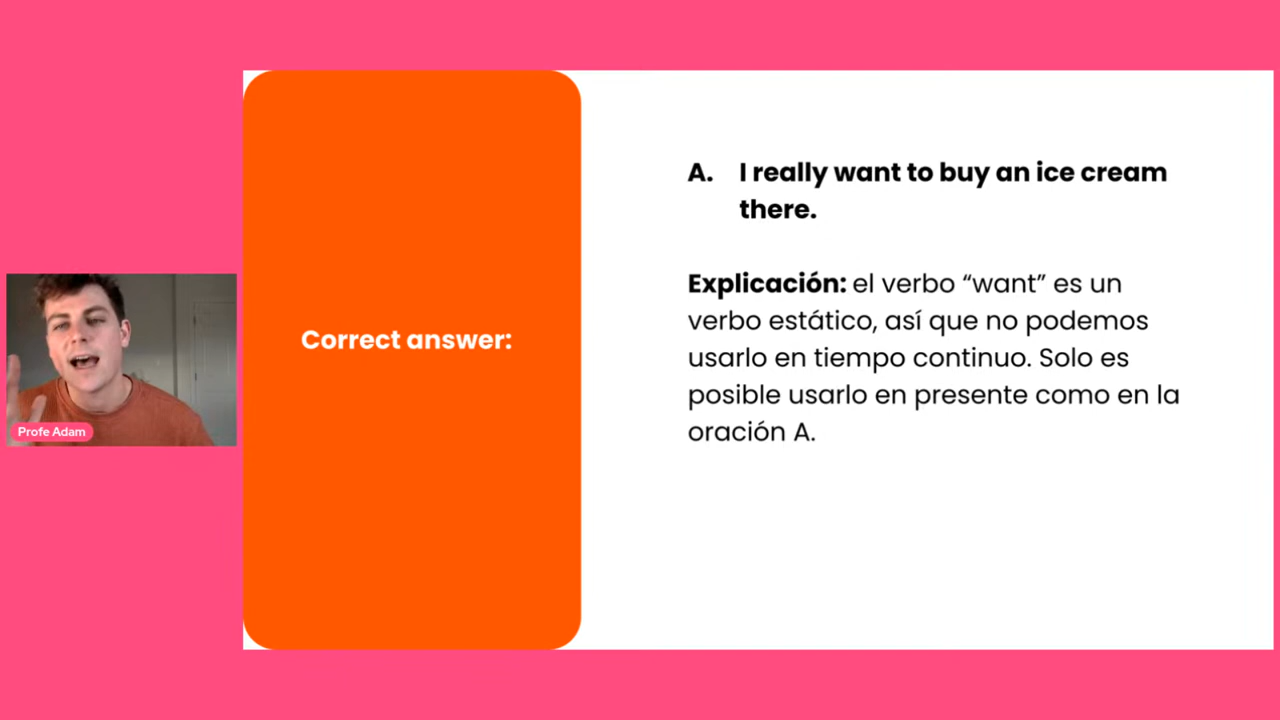 Correct answer:
A. I really want to buy an ice cream
there.
Explicación: el verbo “want” es un
verbo estático, así que no podemos
usarlo en tiempo continuo. Solo es
posible usarlo en presente como en la
oración A.
Profe Adam